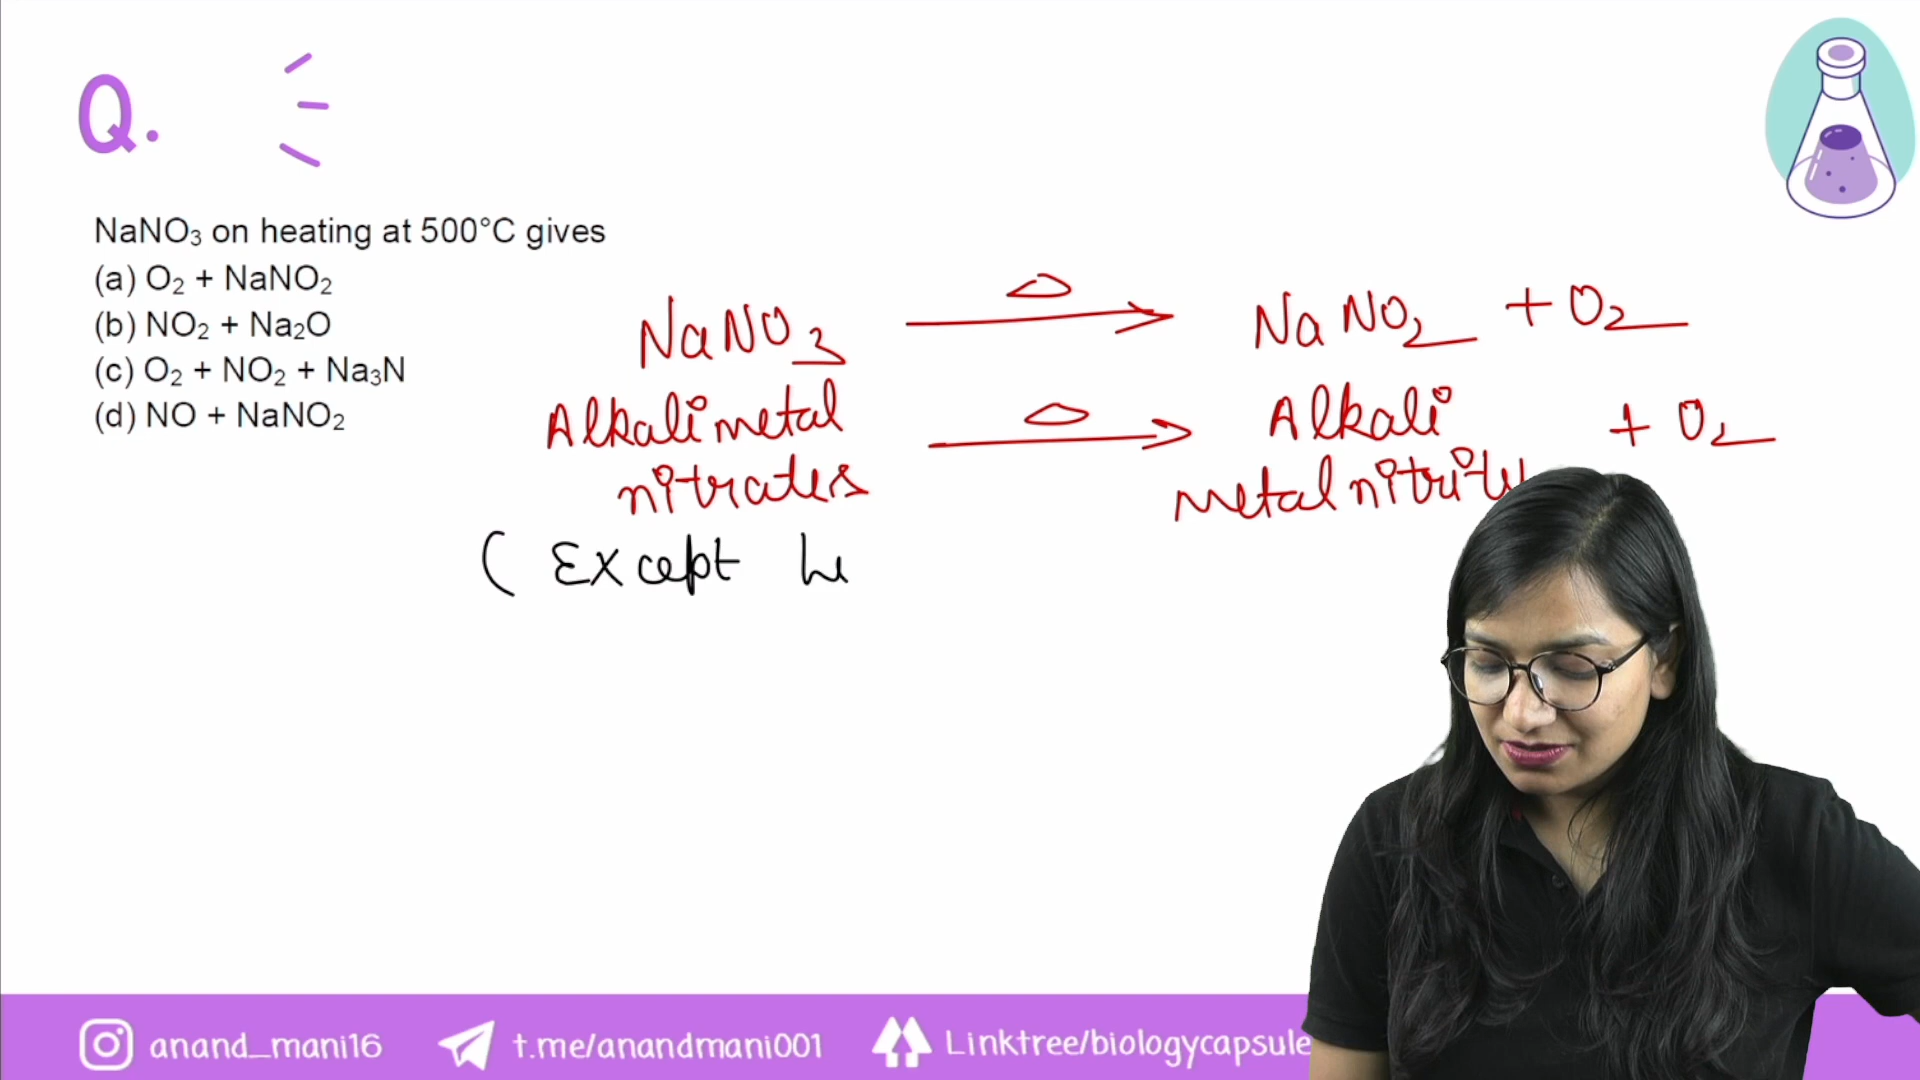 Q.
NaNO₃ on heating at 500°C gives
(a) O₂ + NaNO₂
(b) NO₂ + Na₂O
(c) O₂ + NO₂ + Na₃N
(d) NO + NaNO₂
NaNO₃ → NaNO₂ + O₂
Alkali metal nitrates → Alkali + O₂
metal
(Except
anand_mani16
t.me/anandmani001
Linktree/biologycapsule